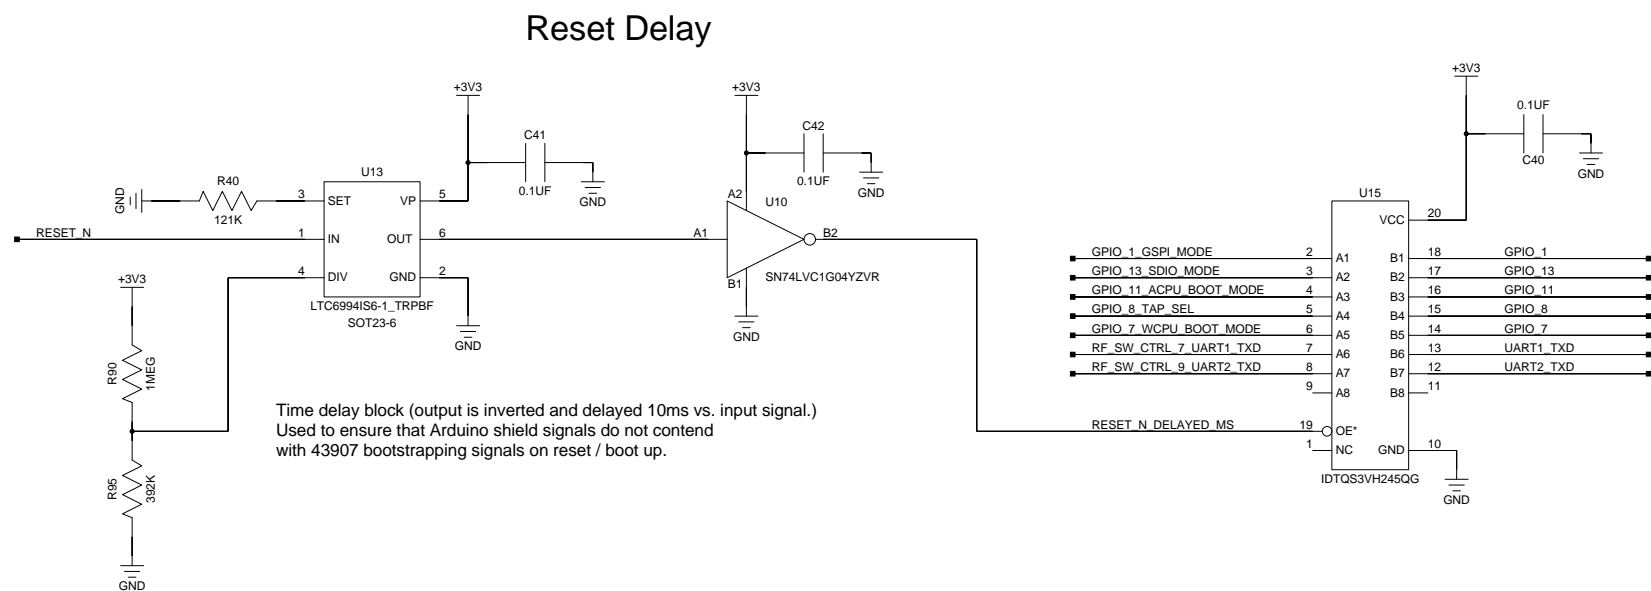 Reset Delay
+3V3
C41
0.1UF
GND
U13
R40
121K
GND
3 SET VP 5
RESET_N 1 IN OUT 6
4 DIV GND 2
LTC6994IS6-1_TRPBF
SOT23-6
GND
+3V3
R90
1MEG
R95
392K
GND
+3V3
C42
0.1UF
GND
A2
U10
A1
B2
B1
SN74LVC1G04YZVR
GND
Time delay block (output is inverted and delayed 10ms vs. input signal.)
Used to ensure that Arduino shield signals do not contend
with 43907 bootstrapping signals on reset / boot up.
+3V3
0.1UF
C40
GND
U15
VCC 20
GPIO_1_GSPI_MODE 2 A1 B1 18 GPIO_1
GPIO_13_SDIO_MODE 3 A2 B2 17 GPIO_13
GPIO_11_ACPU_BOOT_MODE 4 A3 B3 16 GPIO_11
GPIO_8_TAP_SEL 5 A4 B4 15 GPIO_8
GPIO_7_WCPU_BOOT_MODE 6 A5 B5 14 GPIO_7
RF_SW_CTRL_7_UART1_TXD 7 A6 B6 13 UART1_TXD
RF_SW_CTRL_9_UART2_TXD 8 A7 B7 12 UART2_TXD
9 A8 B8 11
RESET_N_DELAYED_MS 19 OE*
1 NC GND 10
IDTQS3VH245QG
GND